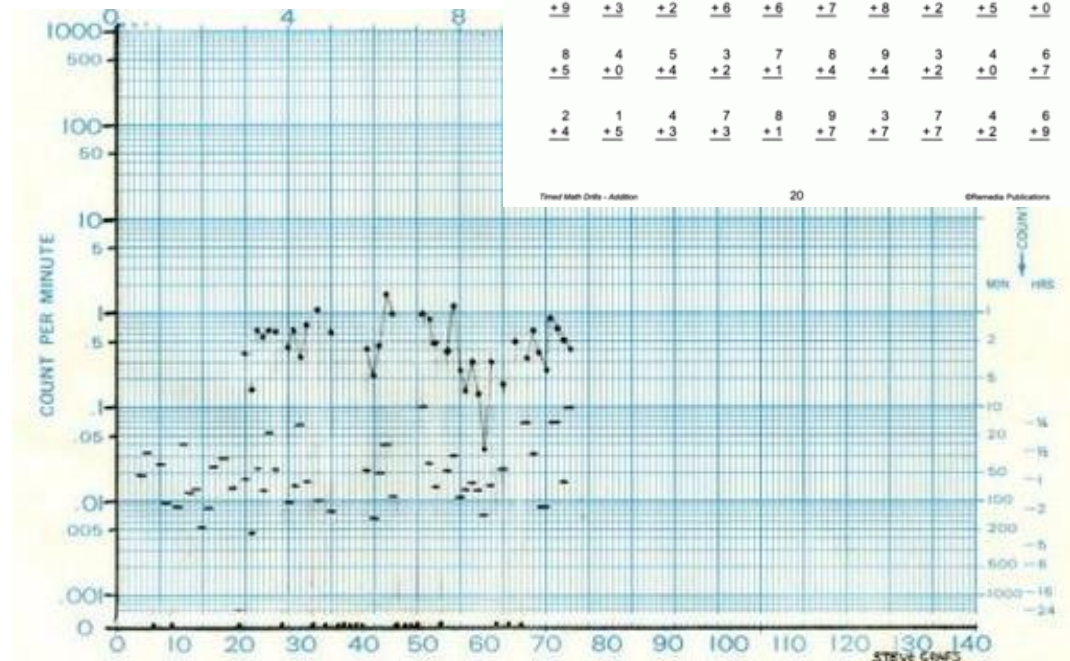 0 4 8
+ 9 + 3 + 2 + 6 + 6 + 7 + 8 + 2 + 5 + 0
8 4 5 3 7 8 9 3 4 6
+ 5 + 0 + 4 + 2 + 1 + 4 + 4 + 2 + 0 + 7
2 1 4 7 8 9 3 7 4 6
+ 4 + 5 + 3 + 3 + 1 + 7 + 7 + 7 + 2 + 9
Timed Math Drills - Addition 20 ©Remedia Publications
COUNT PER MINUTE
1000
500
100
50
10
5
1
.5
.1
.05
.01
.005
.001
0
COUNT
MIN HRS
1
2
5
10
20
50
100
200
500
1000
-¼
-½
-1
-2
-5
-8
-16
-24
0 10 20 30 40 50 60 70 80 90 100 110 120 130 140
STEVE GRAFS